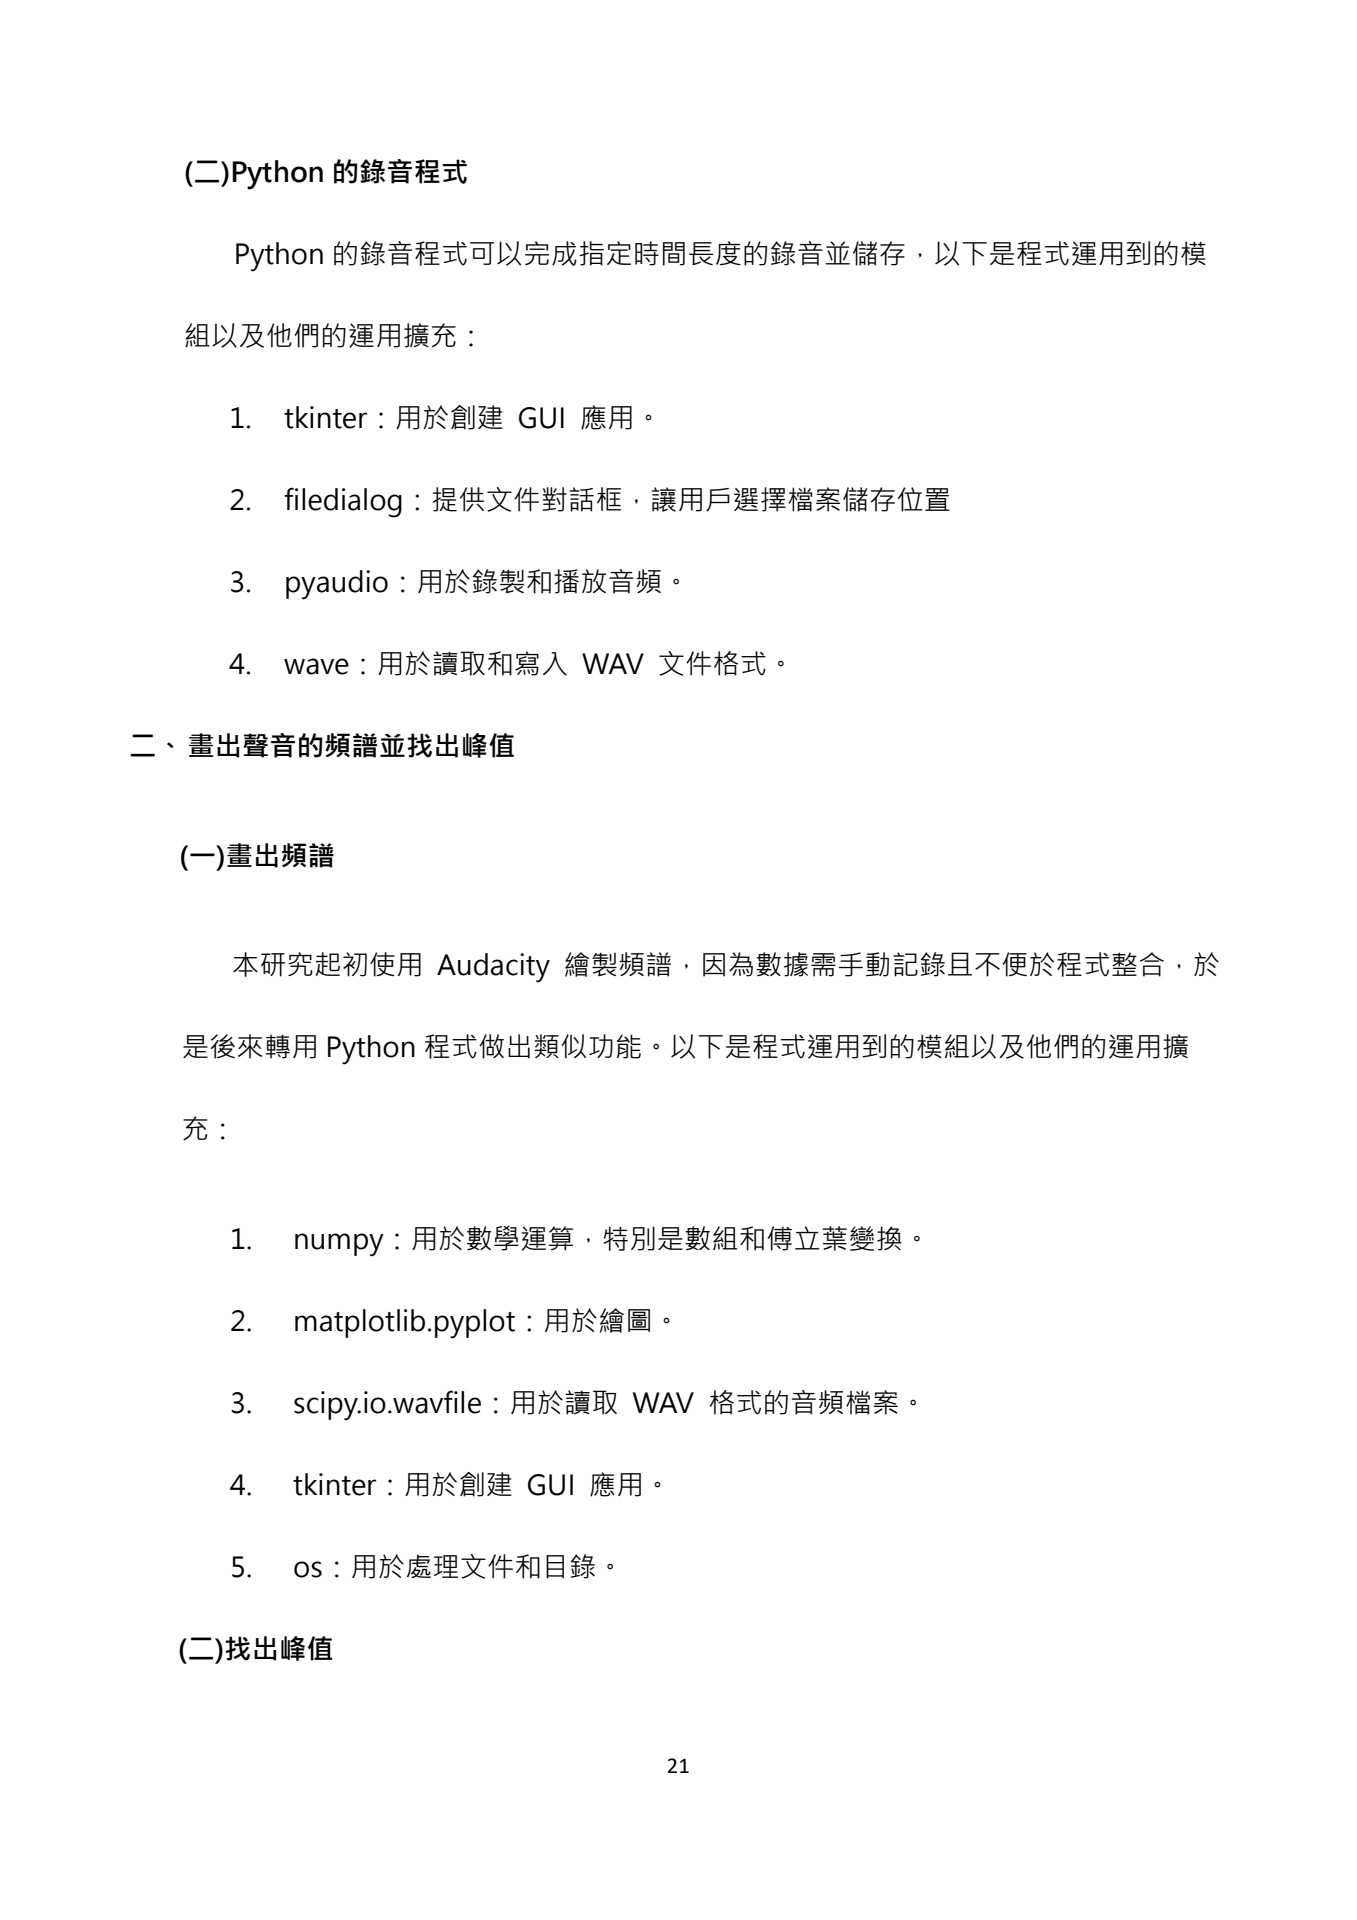 (二)Python 的錄音程式
Python 的錄音程式可以完成指定時間長度的錄音並儲存，以下是程式運用到的模
組以及他們的運用擴充：
1. tkinter：用於創建 GUI 應用。
2. filedialog：提供文件對話框，讓用戶選擇檔案儲存位置
3. pyaudio：用於錄製和播放音頻。
4. wave：用於讀取和寫入 WAV 文件格式。
二、畫出聲音的頻譜並找出峰值
(一)畫出頻譜
本研究起初使用 Audacity 繪製頻譜，因為數據需手動記錄且不便於程式整合，於
是後來轉用 Python 程式做出類似功能。以下是程式運用到的模組以及他們的運用擴
充：
1. numpy：用於數學運算，特別是數組和傅立葉變換。
2. matplotlib.pyplot：用於繪圖。
3. scipy.io.wavfile：用於讀取 WAV 格式的音頻檔案。
4. tkinter：用於創建 GUI 應用。
5. os：用於處理文件和目錄。
(二)找出峰值
21